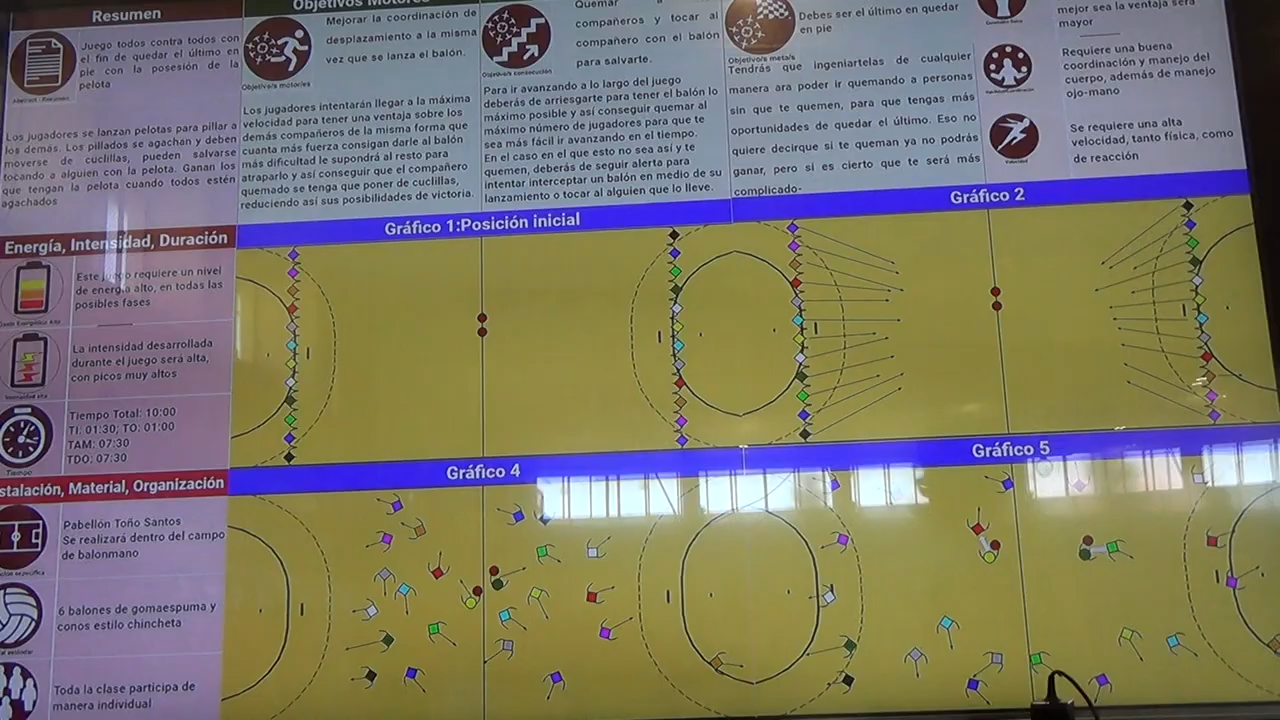 Resumen
Juego todos contra todos con
el fin de quedar el último en
pie con la posesión de la
pelota
Abstract - Resumen
Los jugadores se lanzan pelotas para pillar a
los demás. Los pillados se agachan y deben
moverse de cuclillas, pueden salvarse
tocando a alguien con la pelota. Ganan los
que tengan la pelota cuando todos estén
agachados
Objetivos Motores
Mejorar la coordinación de
desplazamiento a la misma
vez que se lanza el balón.
Objetivo/s motor/es
Los jugadores intentarán llegar a la máxima
velocidad para tener una ventaja sobre los
demás compañeros de la misma forma que
cuanta más fuerza consigan darle al balón
más dificultad le supondrá al resto para
atraparlo y así conseguir que el compañero
quemado se tenga que poner de cuclillas,
reduciendo así sus posibilidades de victoria.
Quemar a
compañeros y tocar al
compañero con el balón
para salvarte.
Objetivo/s consecución
Para ir avanzando a lo largo del juego
deberás de arriesgarte para tener el balón lo
máximo posible y así conseguir quemar al
máximo número de jugadores para que te
sea más fácil ir avanzando en el tiempo.
En el caso en el que esto no sea así y te
quemen, deberás de seguir alerta para
intentar interceptar un balón en medio de su
lanzamiento o tocar al alguien que lo lleve.
Debes ser el último en quedar
en pie
Objetivo/s meta/s
Tendrás que ingeniartelas de cualquier
manera ara poder ir quemando a personas
sin que te quemen, para que tengas más
oportunidades de quedar el último. Eso no
quiere decirque si te queman ya no podrás
ganar, pero si es cierto que te será más
complicado-
mejor sea la ventaja será
mayor
Requiere una buena
coordinación y manejo del
cuerpo, además de manejo
ojo-mano
Se requiere una alta
velocidad, tanto física, como
de reacción
Velocidad
Energía, Intensidad, Duración
Este juego requiere un nivel
de energía alto, en todas las
posibles fases
Gasto Energético Alto
La intensidad desarrollada
durante el juego será alta,
con picos muy altos
Intensidad alta
Tiempo Total: 10:00
TI: 01:30; TO: 01:00
TAM: 07:30
TDO: 07:30
Tiempo
stalación, Material, Organización
Pabellón Toño Santos
Se realizará dentro del campo
de balonmano
6 balones de gomaespuma y
conos estilo chincheta
Toda la clase participa de
manera individual
Gráfico 1:Posición inicial
Gráfico 2
Gráfico 4
Gráfico 5